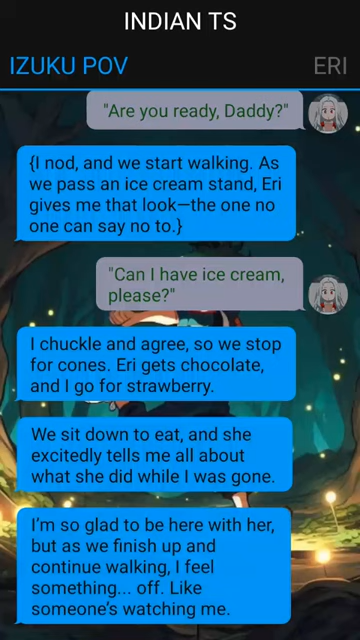 INDIAN TS
IZUKU POV
ERI
"Are you ready, Daddy?"
{I nod, and we start walking. As
we pass an ice cream stand, Eri
gives me that look—the one no
one can say no to.}
"Can I have ice cream,
please?"
I chuckle and agree, so we stop
for cones. Eri gets chocolate,
and I go for strawberry.
We sit down to eat, and she
excitedly tells me all about
what she did while I was gone.
I'm so glad to be here with her,
but as we finish up and
continue walking, I feel
something... off. Like
someone's watching me.